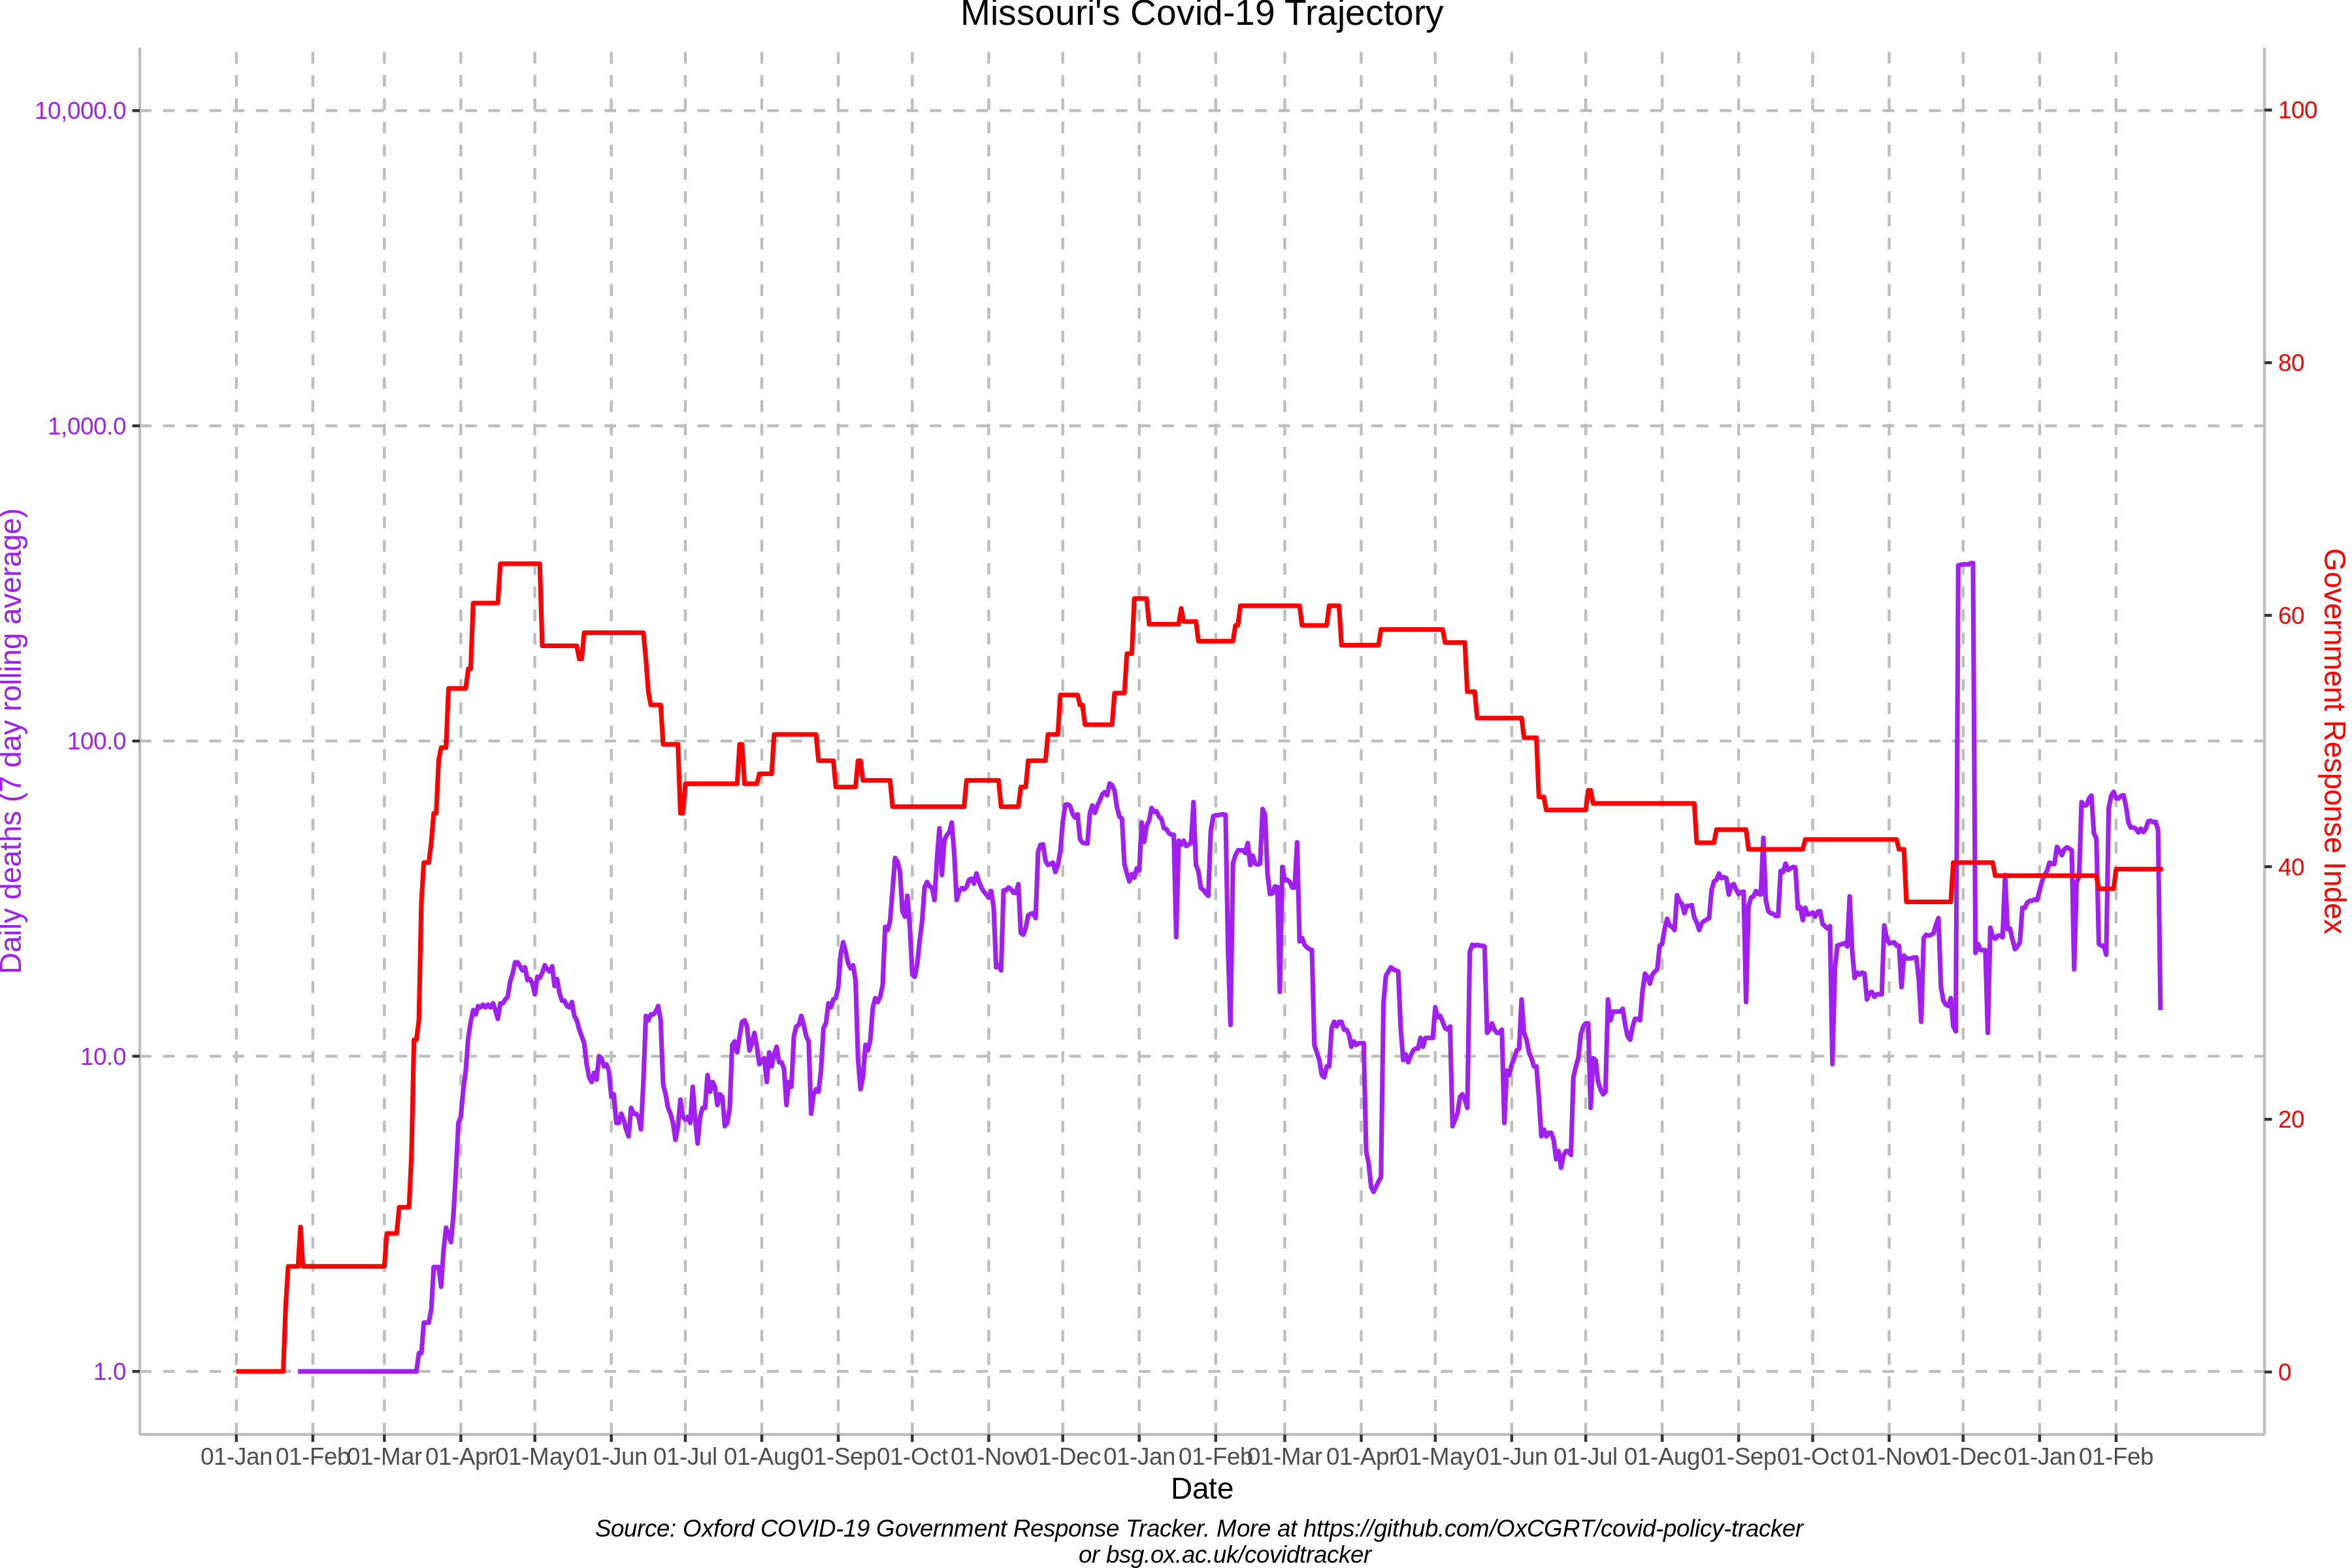 Missouri's Covid-19 Trajectory
10,000.0
1,000.0
100.0
10.0
1.0
Daily deaths (7 day rolling average)
100
80
60
40
20
0
Government Response Index
01-Jan 01-Feb 01-Mar 01-Apr 01-May 01-Jun 01-Jul 01-Aug 01-Sep 01-Oct 01-Nov 01-Dec 01-Jan 01-Feb 01-Mar 01-Apr 01-May 01-Jun 01-Jul 01-Aug 01-Sep 01-Oct 01-Nov 01-Dec 01-Jan 01-Feb
Date
Source: Oxford COVID-19 Government Response Tracker. More at https://github.com/OxCGRT/covid-policy-tracker
or bsg.ox.ac.uk/covidtracker